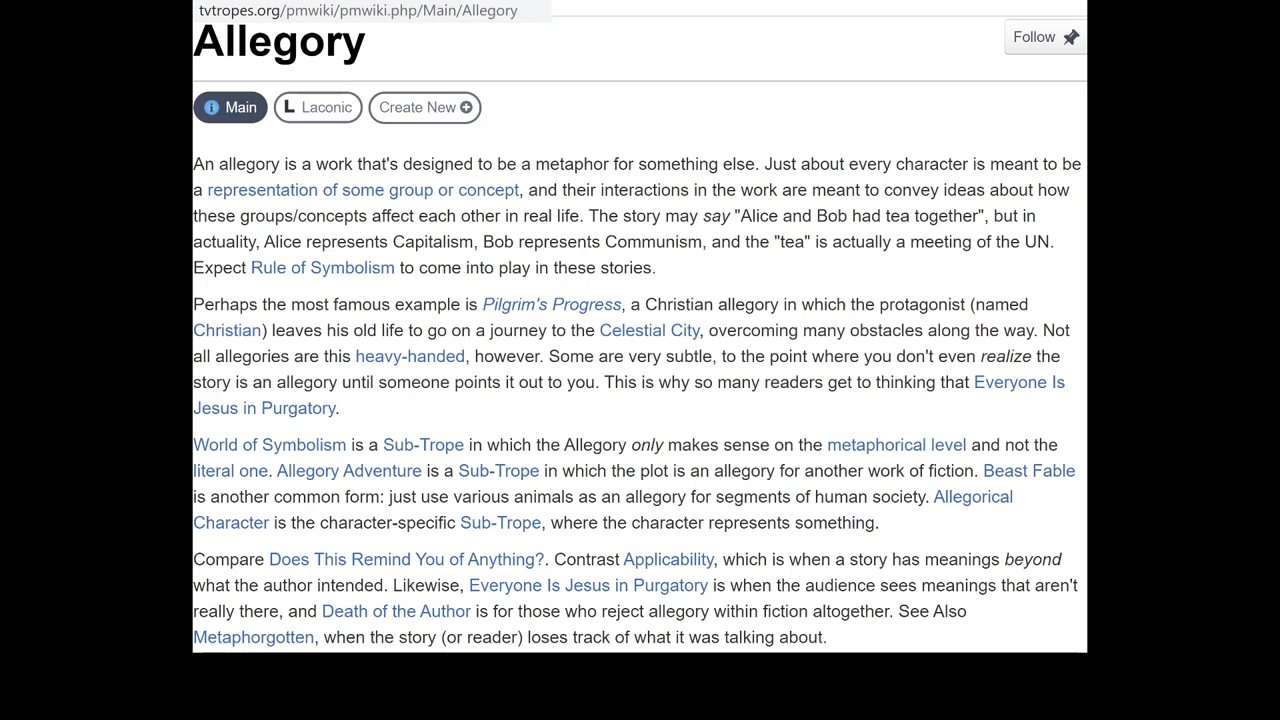 tvtropes.org/pmwiki/pmwiki.php/Main/Allegory
Allegory
Follow
Main
L Laconic
Create New
An allegory is a work that's designed to be a metaphor for something else. Just about every character is meant to be
a representation of some group or concept, and their interactions in the work are meant to convey ideas about how
these groups/concepts affect each other in real life. The story may say "Alice and Bob had tea together", but in
actuality, Alice represents Capitalism, Bob represents Communism, and the "tea" is actually a meeting of the UN.
Expect Rule of Symbolism to come into play in these stories.
Perhaps the most famous example is Pilgrim's Progress, a Christian allegory in which the protagonist (named
Christian) leaves his old life to go on a journey to the Celestial City, overcoming many obstacles along the way. Not
all allegories are this heavy-handed, however. Some are very subtle, to the point where you don't even realize the
story is an allegory until someone points it out to you. This is why so many readers get to thinking that Everyone Is
Jesus in Purgatory.
World of Symbolism is a Sub-Trope in which the Allegory only makes sense on the metaphorical level and not the
literal one. Allegory Adventure is a Sub-Trope in which the plot is an allegory for another work of fiction. Beast Fable
is another common form: just use various animals as an allegory for segments of human society. Allegorical
Character is the character-specific Sub-Trope, where the character represents something.
Compare Does This Remind You of Anything?. Contrast Applicability, which is when a story has meanings beyond
what the author intended. Likewise, Everyone Is Jesus in Purgatory is when the audience sees meanings that aren't
really there, and Death of the Author is for those who reject allegory within fiction altogether. See Also
Metaphorgotten, when the story (or reader) loses track of what it was talking about.